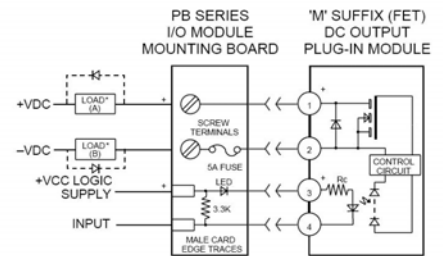 PB SERIES
I/O MODULE
MOUNTING BOARD
'M' SUFFIX (FET)
DC OUTPUT
PLUG-IN MODULE
+VDC
LOAD*
(A)
+
SCREW
TERMINALS
1
+
–VDC
LOAD*
(B)
5A FUSE
2
CONTROL
CIRCUIT
+VCC LOGIC
SUPPLY
+
LED
3
+
Rc
3.3K
INPUT
4
MALE CARD
EDGE TRACES